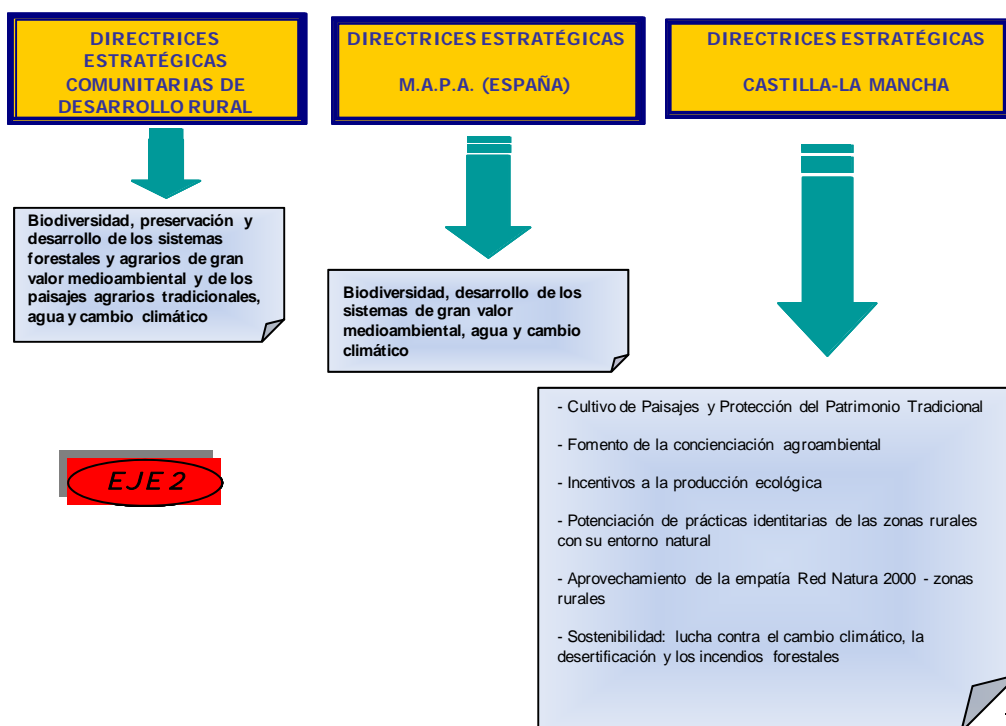 DIRECTRICES
ESTRATÉGICAS
COMUNITARIAS DE
DESARROLLO RURAL
DIRECTRICES ESTRATÉGICAS
M.A.P.A. (ESPAÑA)
DIRECTRICES ESTRATÉGICAS
CASTILLA-LA MANCHA
Biodiversidad, preservación y
desarrollo de los sistemas
forestales y agrarios de gran
valor medioambiental y de los
paisajes agrarios tradicionales,
agua y cambio climático
Biodiversidad, desarrollo de los
sistemas de gran valor
medioambiental, agua y cambio
climático
- Cultivo de Paisajes y Protección del Patrimonio Tradicional
- Fomento de la concienciación agroambiental
- Incentivos a la producción ecológica
- Potenciación de prácticas identitarias de las zonas rurales
con su entorno natural
- Aprovechamiento de la empatía Red Natura 2000 - zonas
rurales
- Sostenibilidad: lucha contra el cambio climático, la
desertificación y los incendios forestales
EJE 2